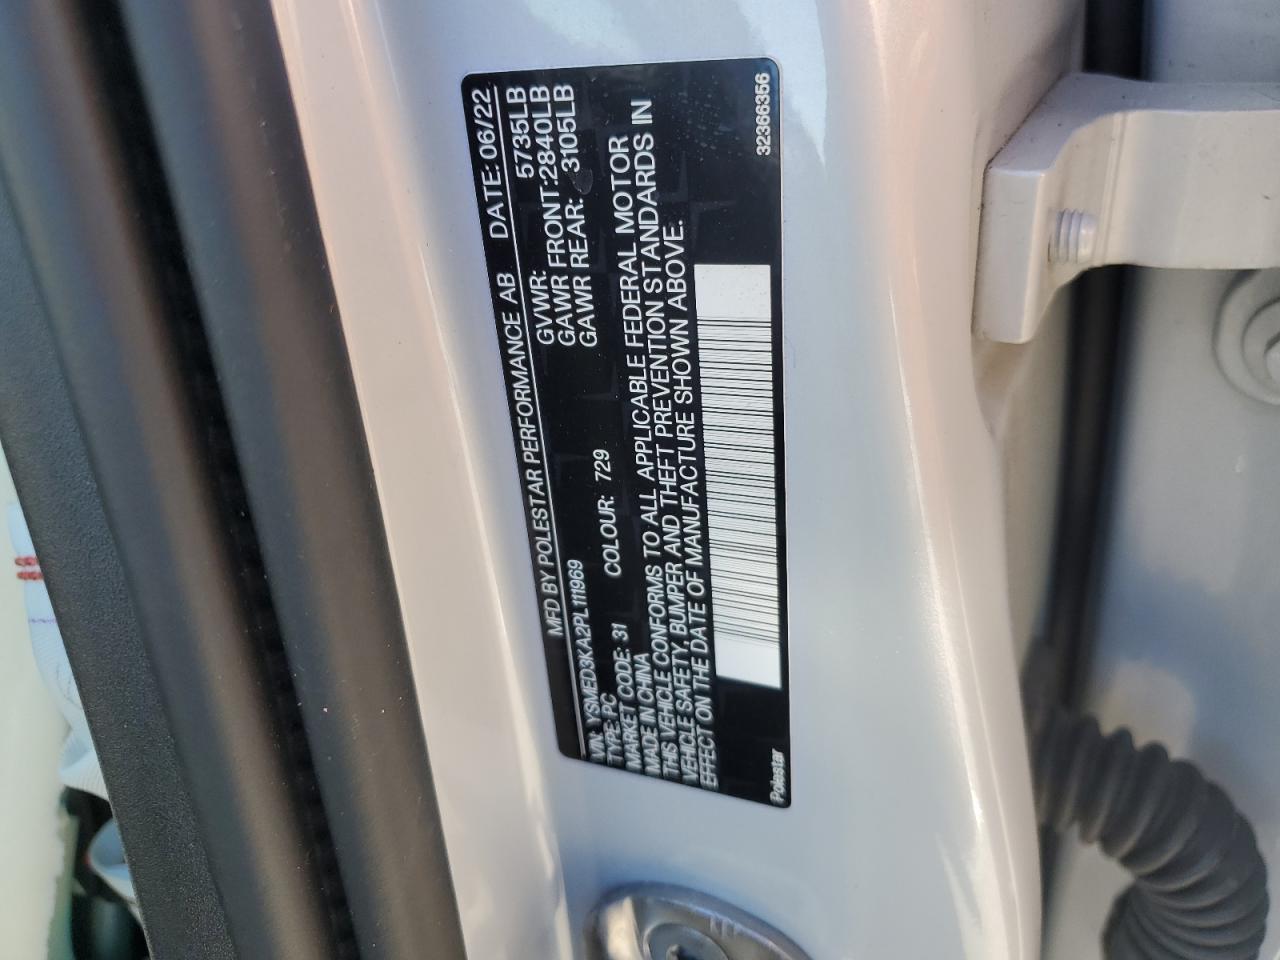 MFD BY POLESTAR PERFORMANCE AB DATE: 06/22
GVWR: 5735LB
GAWR FRONT: 2840LB
GAWR REAR: 3105LB
VIN: YSMED3KA2PL111969
TYPE: PC
MARKET CODE: 31 COLOUR: 729
MADE IN CHINA
THIS VEHICLE CONFORMS TO ALL APPLICABLE FEDERAL MOTOR
VEHICLE SAFETY, BUMPER AND THEFT PREVENTION STANDARDS IN
EFFECT ON THE DATE OF MANUFACTURE SHOWN ABOVE.
Polestar 32366356